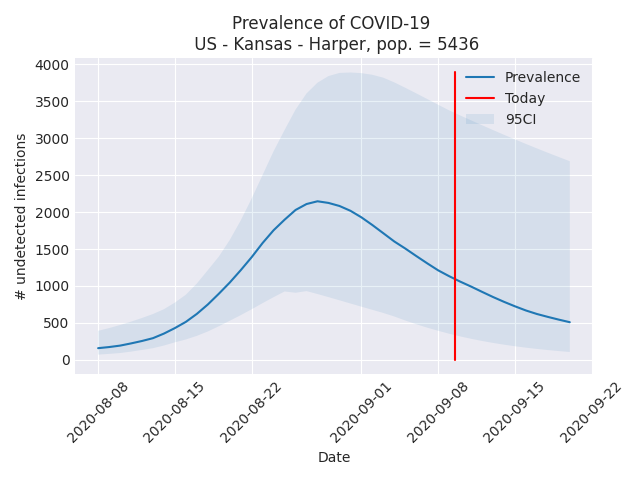 Prevalence of COVID-19
US - Kansas - Harper, pop. = 5436
4000
3500
3000
2500
2000
1500
1000
500
0
# undetected infections
Prevalence
Today
95CI
2020-08-08
2020-08-15
2020-08-22
2020-09-01
2020-09-08
2020-09-15
2020-09-22
Date